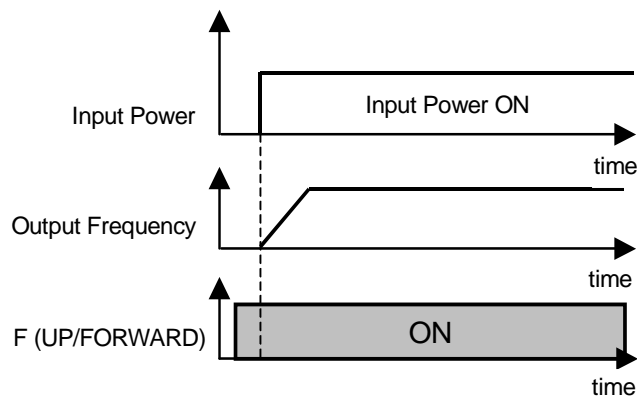 Input Power
Input Power ON
time
Output Frequency
time
F (UP/FORWARD)
ON
time